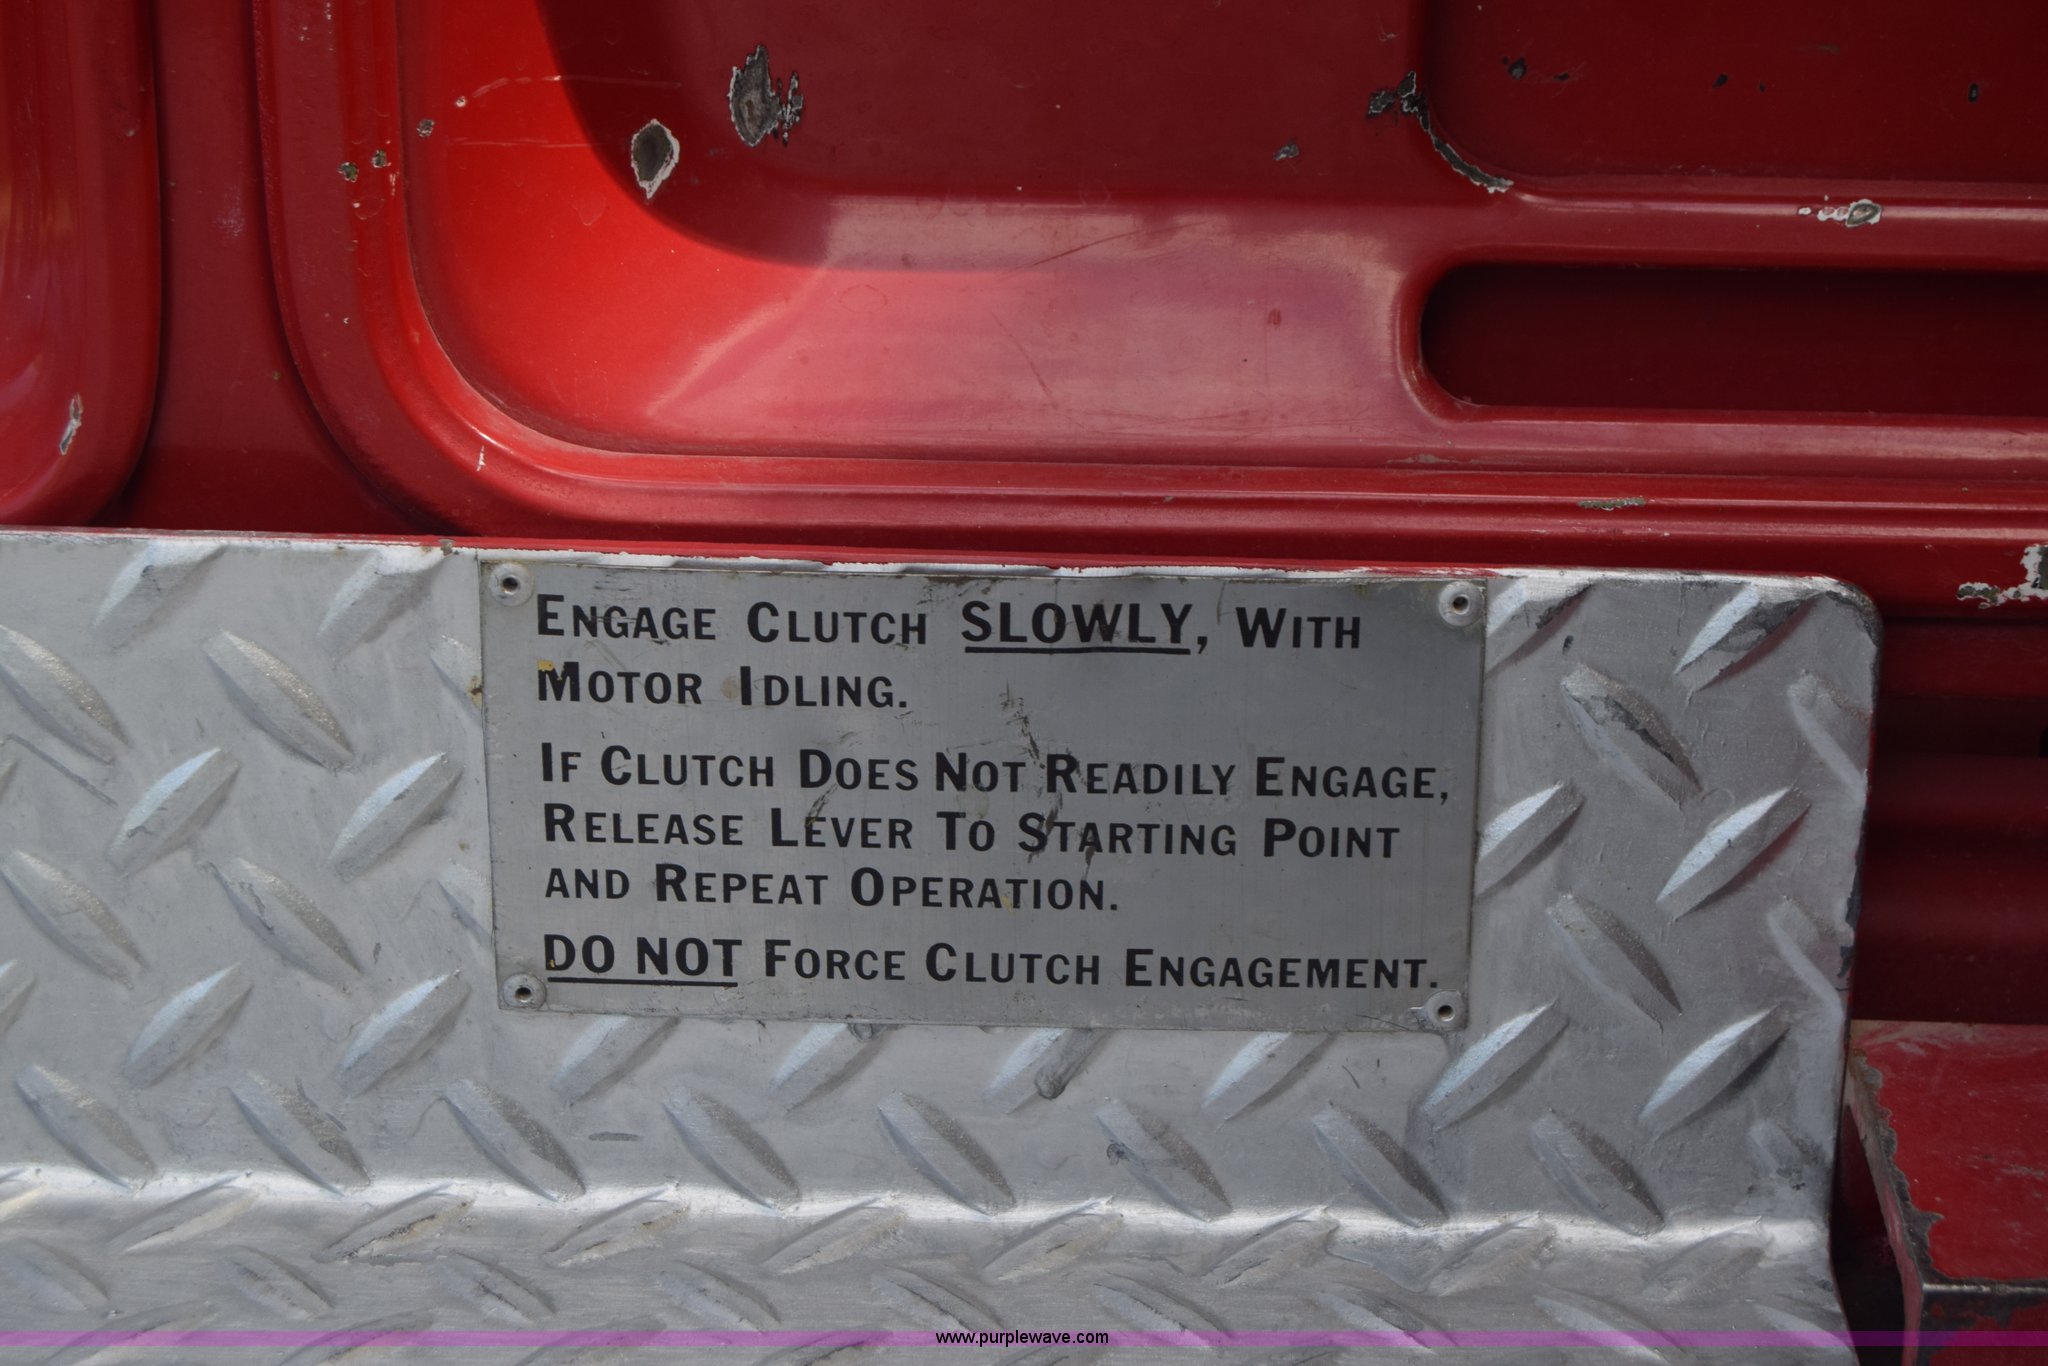 ENGAGE CLUTCH SLOWLY, WITH
MOTOR IDLING.
IF CLUTCH DOES NOT READILY ENGAGE,
RELEASE LEVER TO STARTING POINT
AND REPEAT OPERATION.
DO NOT FORCE CLUTCH ENGAGEMENT.
www.purplewave.com